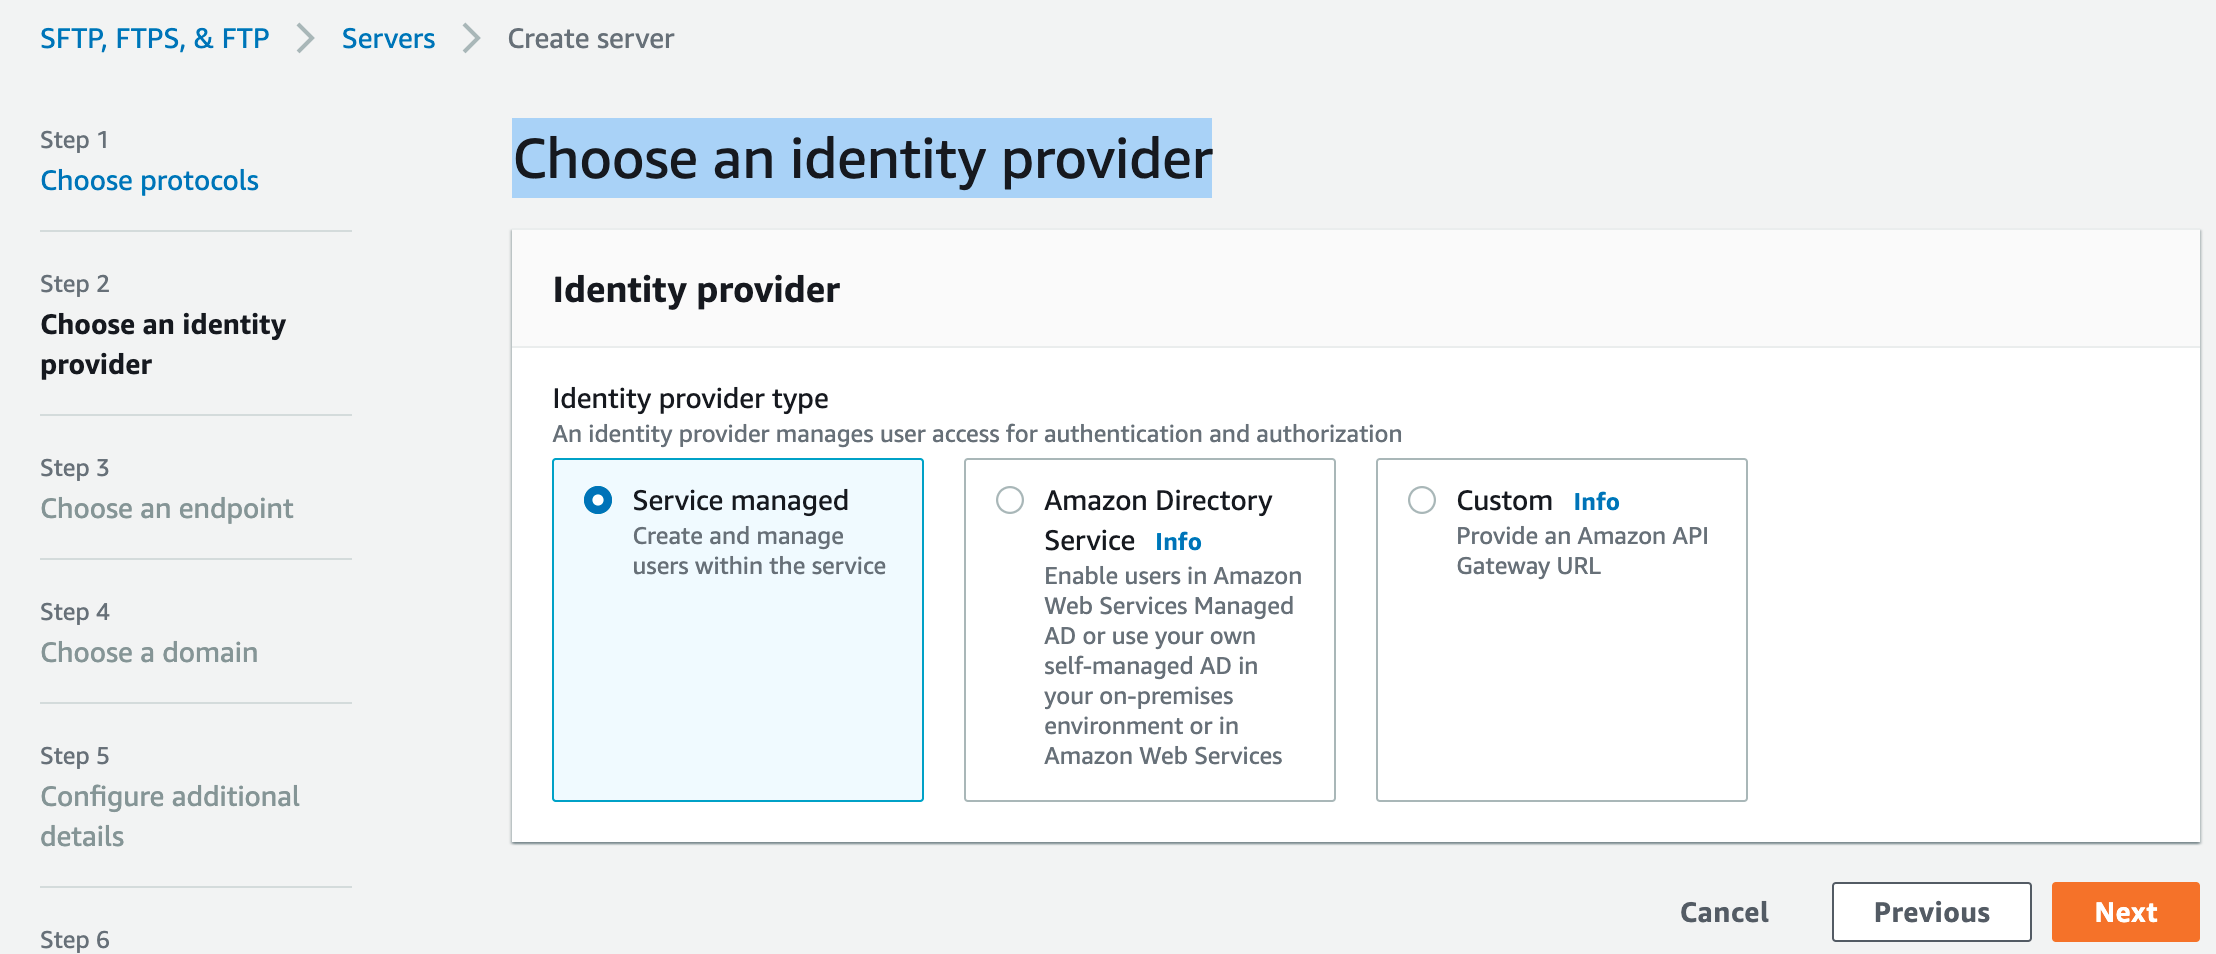 SFTP, FTPS, & FTP > Servers > Create server
Step 1
Choose protocols
Step 2
Choose an identity
provider
Step 3
Choose an endpoint
Step 4
Choose a domain
Step 5
Configure additional
details
Step 6
Choose an identity provider
Identity provider
Identity provider type
An identity provider manages user access for authentication and authorization
Service managed
Create and manage
users within the service
Amazon Directory
Service Info
Enable users in Amazon
Web Services Managed
AD or use your own
self-managed AD in
your on-premises
environment or in
Amazon Web Services
Custom Info
Provide an Amazon API
Gateway URL
Cancel
Previous
Next